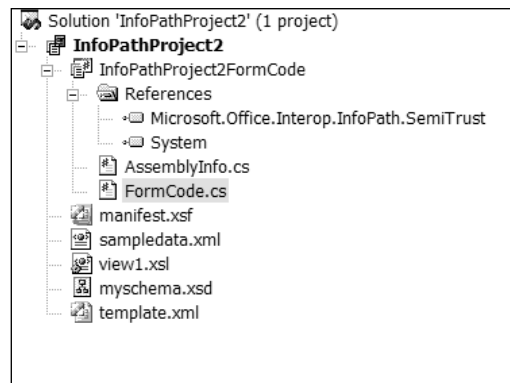 Solution 'InfoPathProject2' (1 project)
InfoPathProject2
InfoPathProject2FormCode
References
Microsoft.Office.Interop.InfoPath.SemiTrust
System
AssemblyInfo.cs
FormCode.cs
manifest.xsf
sampledata.xml
view1.xsl
myschema.xsd
template.xml